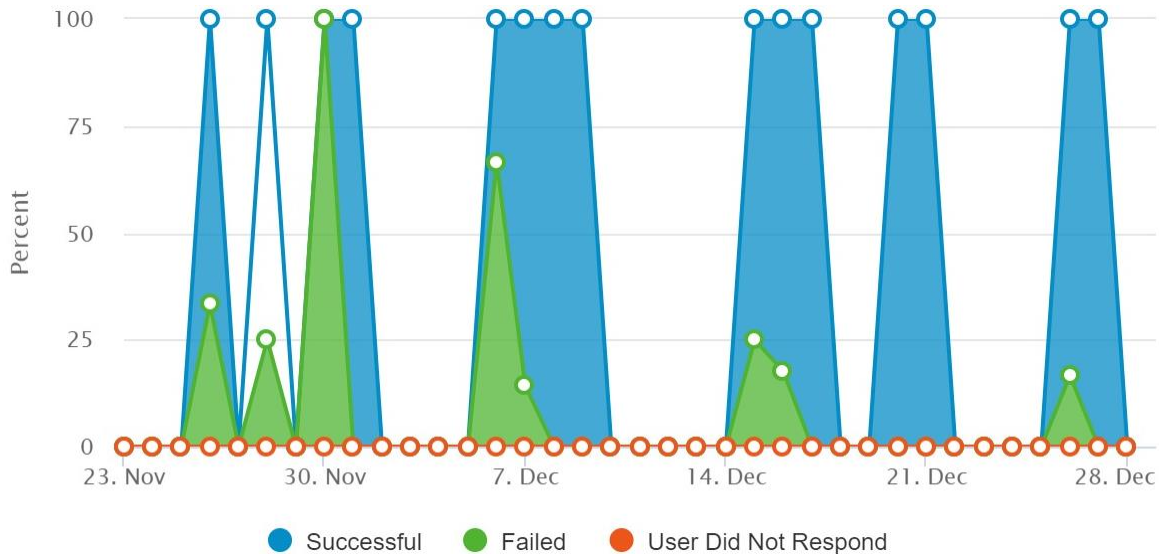 100
75
50
25
0
Percent
23. Nov 30. Nov 7. Dec 14. Dec 21. Dec 28. Dec
Successful Failed User Did Not Respond